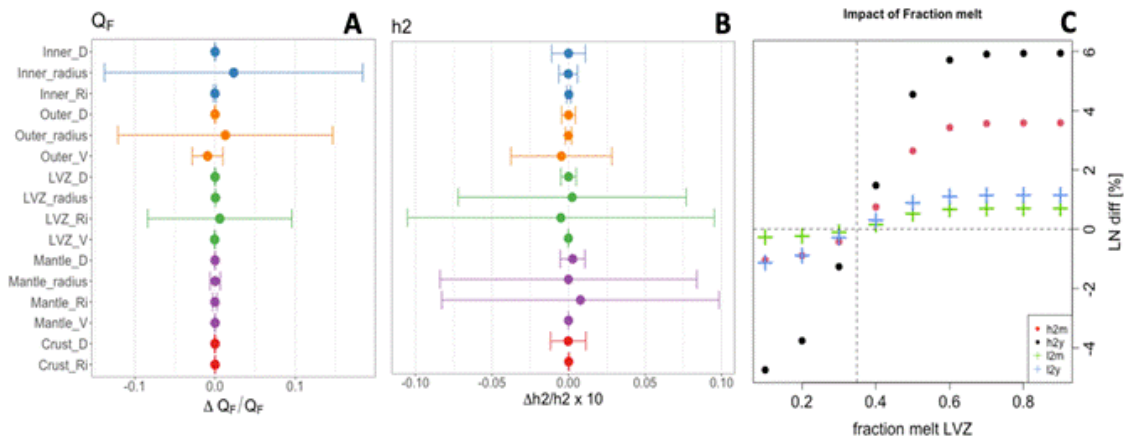 Q_F
A
Inner_D
Inner_radius
Inner_Ri
Outer_D
Outer_radius
Outer_V
LVZ_D
LVZ_radius
LVZ_Ri
LVZ_V
Mantle_D
Mantle_radius
Mantle_Ri
Mantle_V
Crust_D
Crust_Ri
-0.1
0.0
0.1
Δ Q_F/Q_F
h2
B
-0.10
-0.05
0.00
0.05
0.10
Δh2/h2 x 10
Impact of Fraction melt
C
6
4
2
0
-2
-4
LN diff [%]
h2m
h2y
l2m
l2y
0.2
0.4
0.6
0.8
fraction melt LVZ